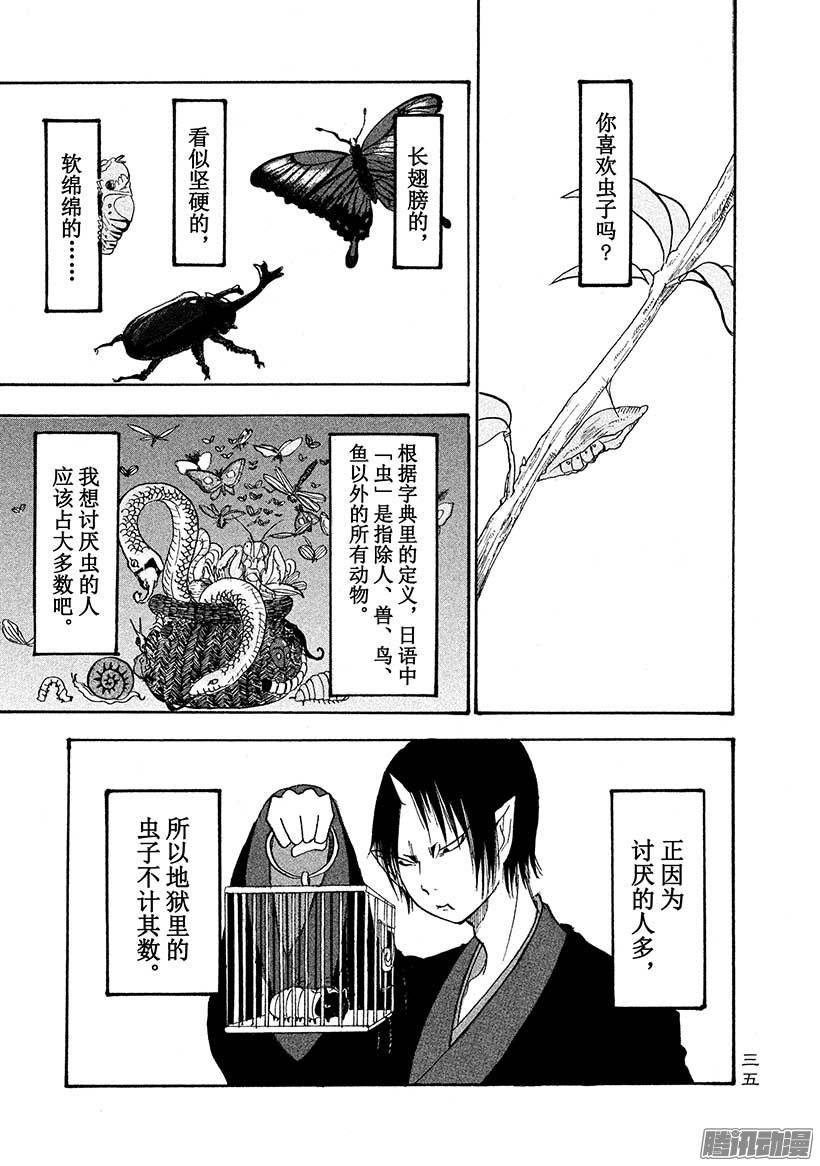 你喜欢虫子吗？
长翅膀的，
看似坚硬的，
软绵绵的……
根据字典里的定义，日语中
「虫」是指除人、兽、鸟、
鱼以外的所有动物。
我想讨厌虫的人
应该占大多数吧。
正因为
讨厌的人多，
所以地狱里的
虫子不计其数。
三五
腾讯动漫